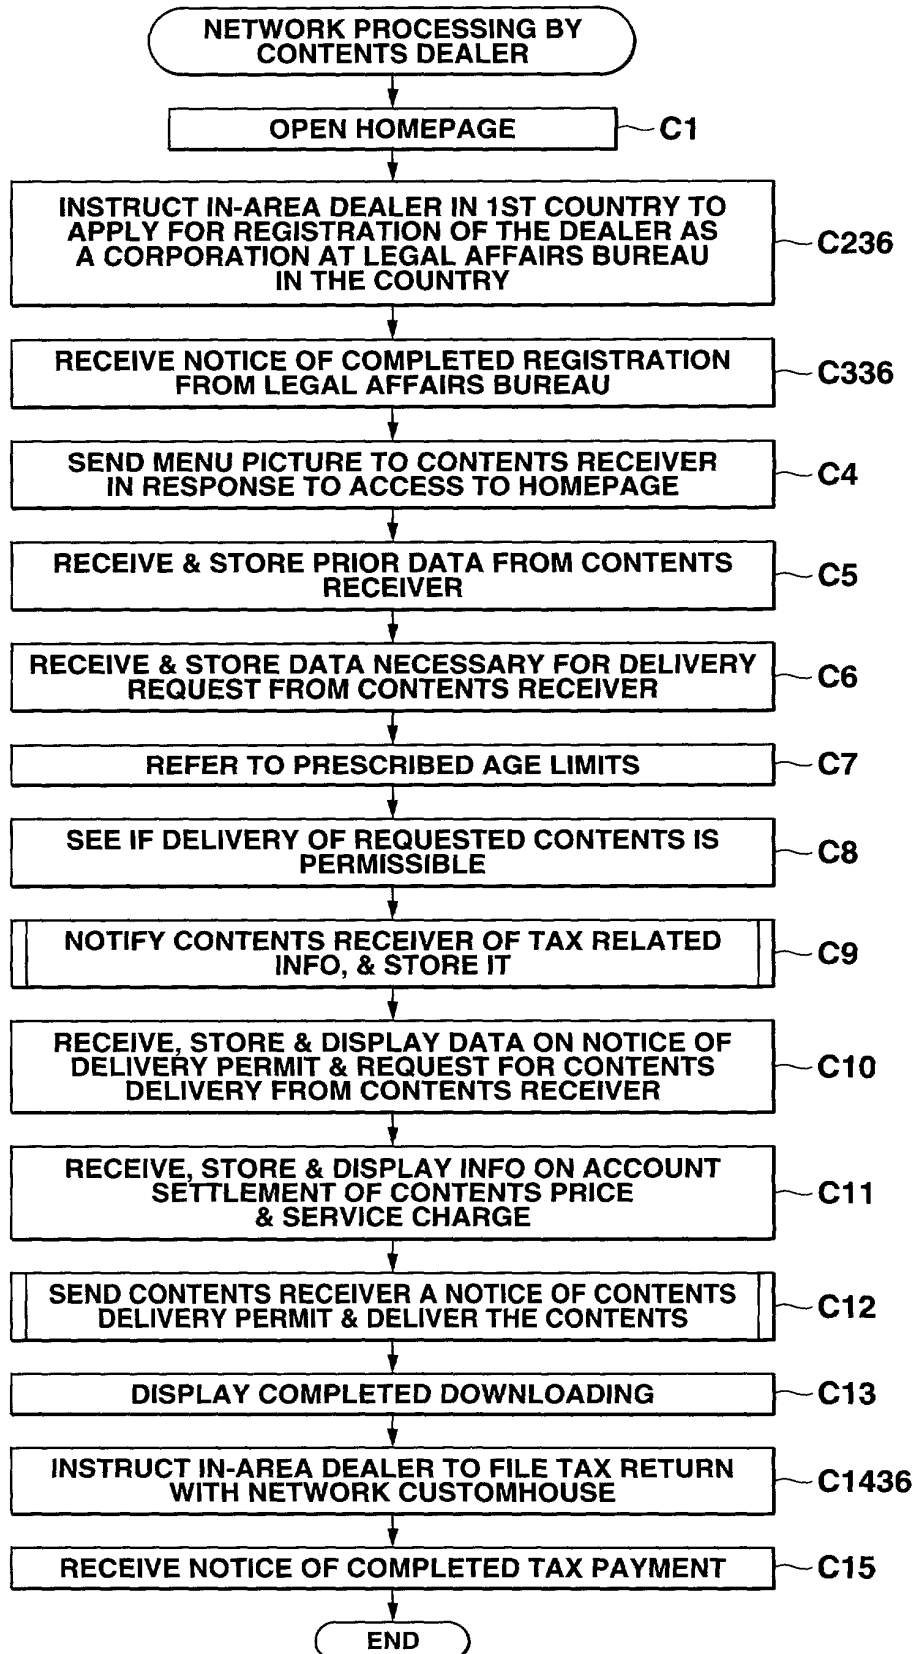 NETWORK PROCESSING BY
CONTENTS DEALER
OPEN HOMEPAGE
C1
INSTRUCT IN-AREA DEALER IN 1ST COUNTRY TO
APPLY FOR REGISTRATION OF THE DEALER AS
A CORPORATION AT LEGAL AFFAIRS BUREAU
IN THE COUNTRY
C236
RECEIVE NOTICE OF COMPLETED REGISTRATION
FROM LEGAL AFFAIRS BUREAU
C336
SEND MENU PICTURE TO CONTENTS RECEIVER
IN RESPONSE TO ACCESS TO HOMEPAGE
C4
RECEIVE & STORE PRIOR DATA FROM CONTENTS
RECEIVER
C5
RECEIVE & STORE DATA NECESSARY FOR DELIVERY
REQUEST FROM CONTENTS RECEIVER
C6
REFER TO PRESCRIBED AGE LIMITS
C7
SEE IF DELIVERY OF REQUESTED CONTENTS IS
PERMISSIBLE
C8
NOTIFY CONTENTS RECEIVER OF TAX RELATED
INFO, & STORE IT
C9
RECEIVE, STORE & DISPLAY DATA ON NOTICE OF
DELIVERY PERMIT & REQUEST FOR CONTENTS
DELIVERY FROM CONTENTS RECEIVER
C10
RECEIVE, STORE & DISPLAY INFO ON ACCOUNT
SETTLEMENT OF CONTENTS PRICE
& SERVICE CHARGE
C11
SEND CONTENTS RECEIVER A NOTICE OF CONTENTS
DELIVERY PERMIT & DELIVER THE CONTENTS
C12
DISPLAY COMPLETED DOWNLOADING
C13
INSTRUCT IN-AREA DEALER TO FILE TAX RETURN
WITH NETWORK CUSTOMHOUSE
C1436
RECEIVE NOTICE OF COMPLETED TAX PAYMENT
C15
END